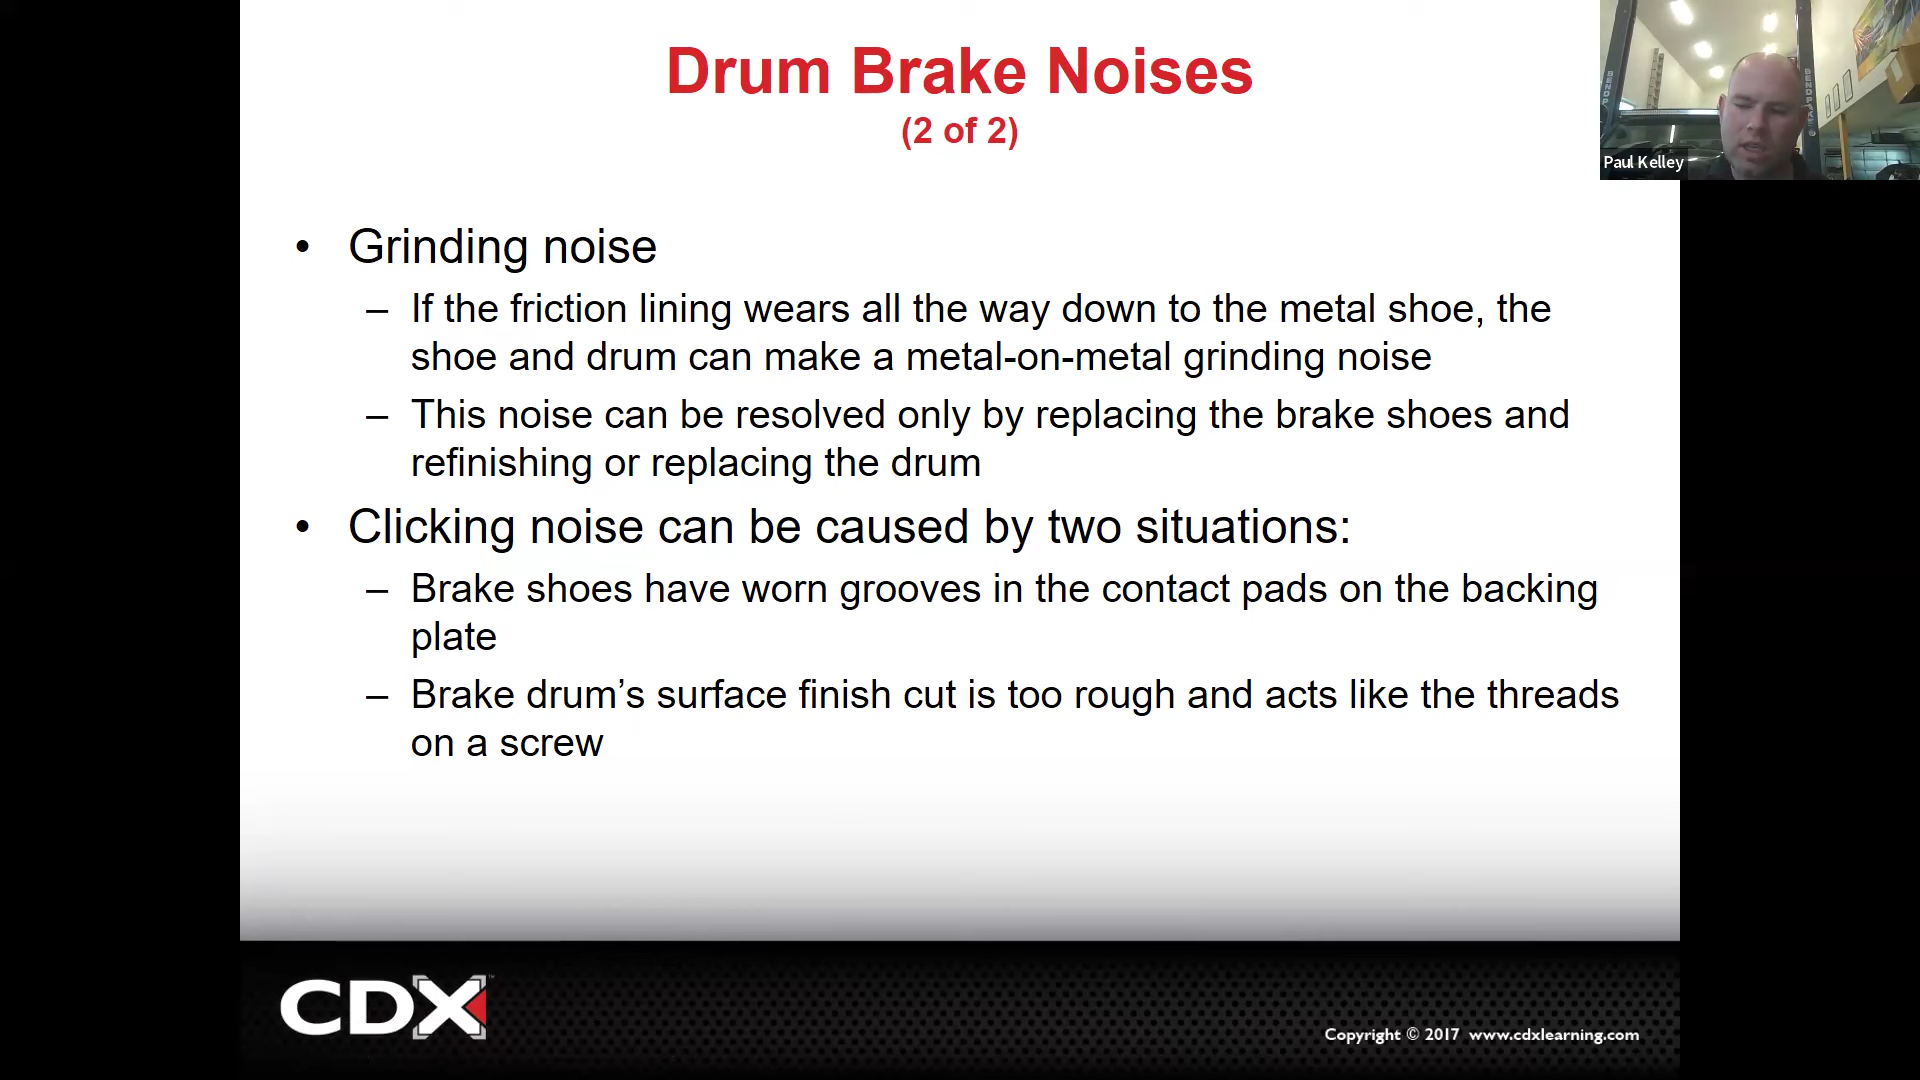 Drum Brake Noises
(2 of 2)
BENDPAK
BENDPAK
Paul Kelley
• Grinding noise
– If the friction lining wears all the way down to the metal shoe, the
shoe and drum can make a metal-on-metal grinding noise
– This noise can be resolved only by replacing the brake shoes and
refinishing or replacing the drum
• Clicking noise can be caused by two situations:
– Brake shoes have worn grooves in the contact pads on the backing
plate
– Brake drum’s surface finish cut is too rough and acts like the threads
on a screw
CDX™
Copyright © 2017 www.cdxlearning.com